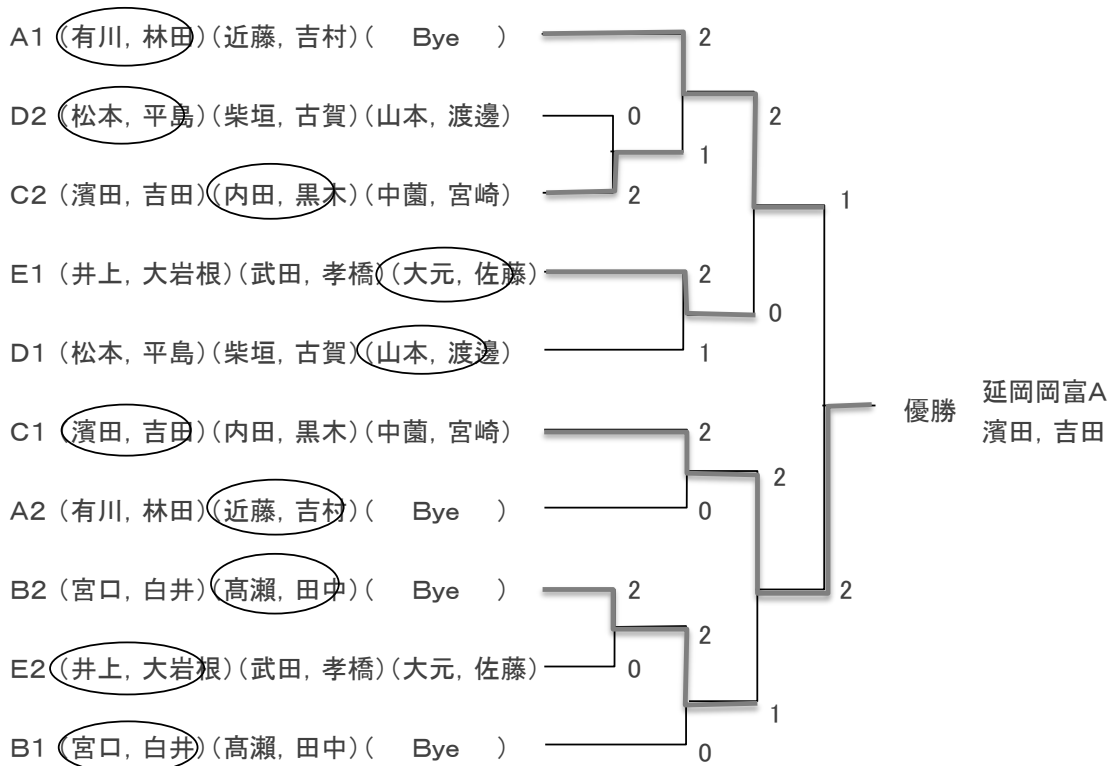 A1 (有川, 林田)(近藤, 吉村)( Bye )
2
D2 (松本, 平島)(柴垣, 古賀)(山本, 渡邊)
0
2
1
C2 (濱田, 吉田)(内田, 黒木)(中薗, 宮崎)
2
1
E1 (井上, 大岩根)(武田, 孝橋)(大元, 佐藤)
2
0
D1 (松本, 平島)(柴垣, 古賀)(山本, 渡邊)
1
優勝
延岡岡富A
濱田, 吉田
C1 (濱田, 吉田)(内田, 黒木)(中薗, 宮崎)
2
2
A2 (有川, 林田)(近藤, 吉村)( Bye )
0
B2 (宮口, 白井)(髙瀨, 田中)( Bye )
2
2
2
E2 (井上, 大岩根)(武田, 孝橋)(大元, 佐藤)
0
1
B1 (宮口, 白井)(髙瀨, 田中)( Bye )
0